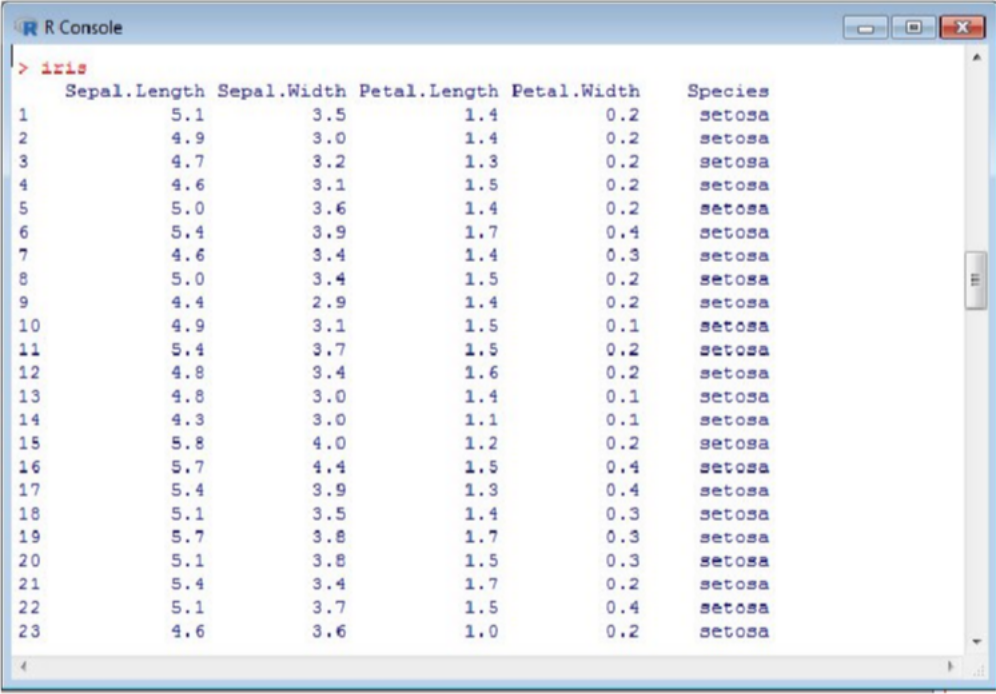 R Console
> iris
Sepal.Length Sepal.Width Petal.Length Petal.Width Species
1 5.1 3.5 1.4 0.2 setosa
2 4.9 3.0 1.4 0.2 setosa
3 4.7 3.2 1.3 0.2 setosa
4 4.6 3.1 1.5 0.2 setosa
5 5.0 3.6 1.4 0.2 setosa
6 5.4 3.9 1.7 0.4 setosa
7 4.6 3.4 1.4 0.3 setosa
8 5.0 3.4 1.5 0.2 setosa
9 4.4 2.9 1.4 0.2 setosa
10 4.9 3.1 1.5 0.1 setosa
11 5.4 3.7 1.5 0.2 setosa
12 4.8 3.4 1.6 0.2 setosa
13 4.8 3.0 1.4 0.1 setosa
14 4.3 3.0 1.1 0.1 setosa
15 5.8 4.0 1.2 0.2 setosa
16 5.7 4.4 1.5 0.4 setosa
17 5.4 3.9 1.3 0.4 setosa
18 5.1 3.5 1.4 0.3 setosa
19 5.7 3.8 1.7 0.3 setosa
20 5.1 3.8 1.5 0.3 setosa
21 5.4 3.4 1.7 0.2 setosa
22 5.1 3.7 1.5 0.4 setosa
23 4.6 3.6 1.0 0.2 setosa